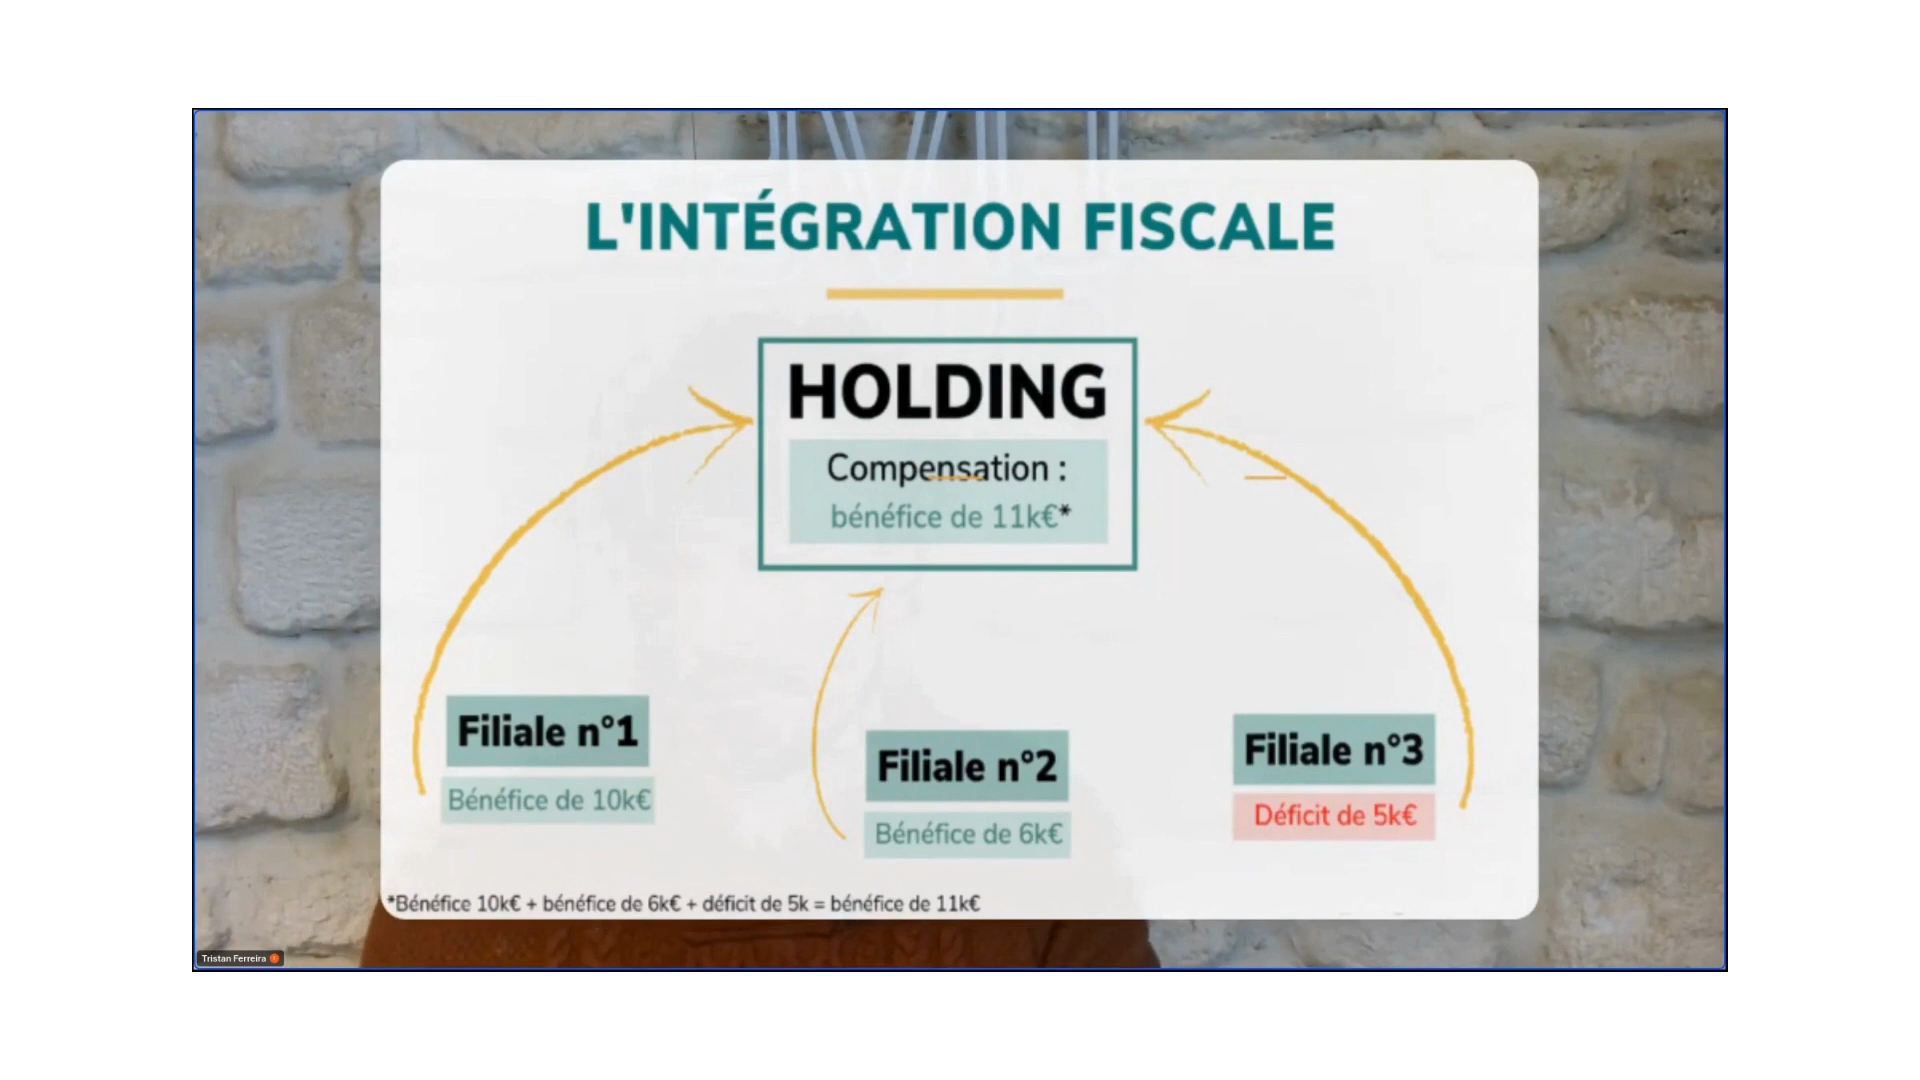 L'INTÉGRATION FISCALE
HOLDING
Compensation :
bénéfice de 11k€*
Filiale n°1
Bénéfice de 10k€
Filiale n°2
Bénéfice de 6k€
Filiale n°3
Déficit de 5k€
*Bénéfice 10k€ + bénéfice de 6k€ + déficit de 5k = bénéfice de 11k€
Tristan Ferreira